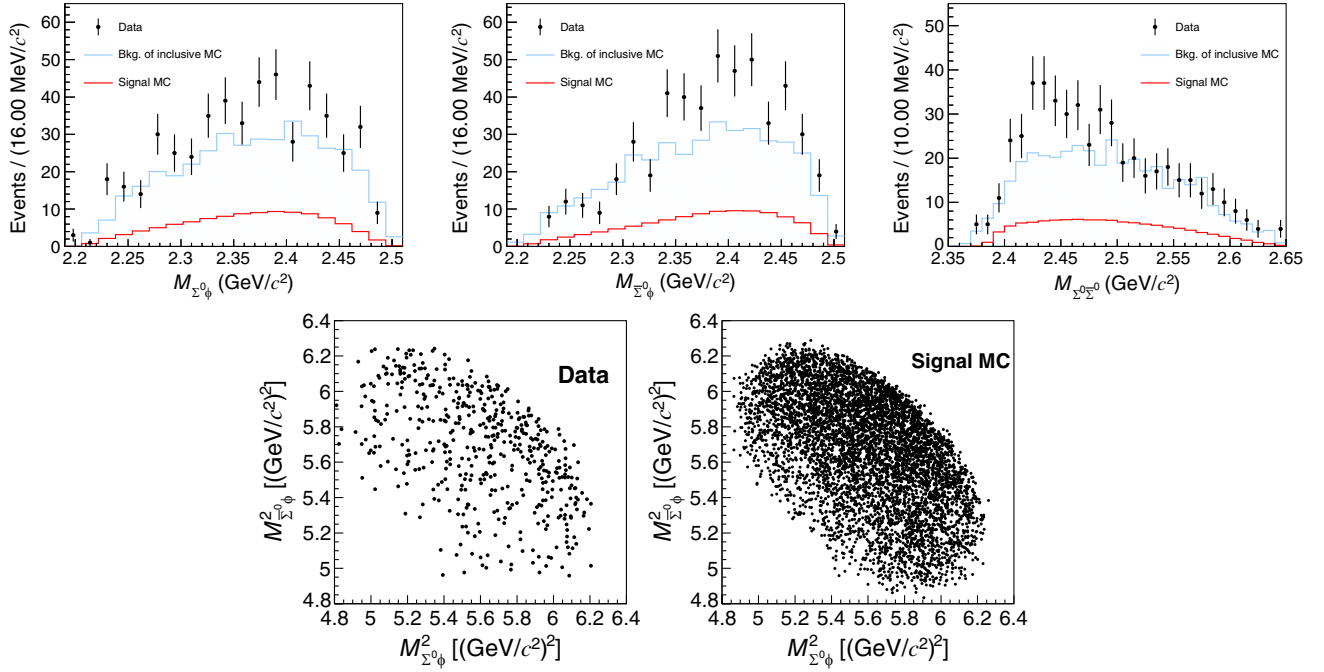 Events / (16.00 MeV/c²)
60
50
40
30
20
10
0
Data
Bkg. of inclusive MC
Signal MC
2.2 2.25 2.3 2.35 2.4 2.45 2.5
M_Σ⁰ϕ (GeV/c²)
Events / (16.00 MeV/c²)
60
50
40
30
20
10
0
Data
Bkg. of inclusive MC
Signal MC
2.2 2.25 2.3 2.35 2.4 2.45 2.5
M_Σ̅⁰ϕ (GeV/c²)
Events / (10.00 MeV/c²)
50
40
30
20
10
0
Data
Bkg. of inclusive MC
Signal MC
2.35 2.4 2.45 2.5 2.55 2.6 2.65
M_Σ⁰Σ̅⁰ (GeV/c²)
M²_Σ̅⁰ϕ [(GeV/c²)²]
6.4
6.2
6
5.8
5.6
5.4
5.2
5
4.8
Data
4.8 5 5.2 5.4 5.6 5.8 6 6.2 6.4
M²_Σ⁰ϕ [(GeV/c²)²]
M²_Σ̅⁰ϕ [(GeV/c²)²]
6.4
6.2
6
5.8
5.6
5.4
5.2
5
4.8
Signal MC
4.8 5 5.2 5.4 5.6 5.8 6 6.2 6.4
M²_Σ⁰ϕ [(GeV/c²)²]